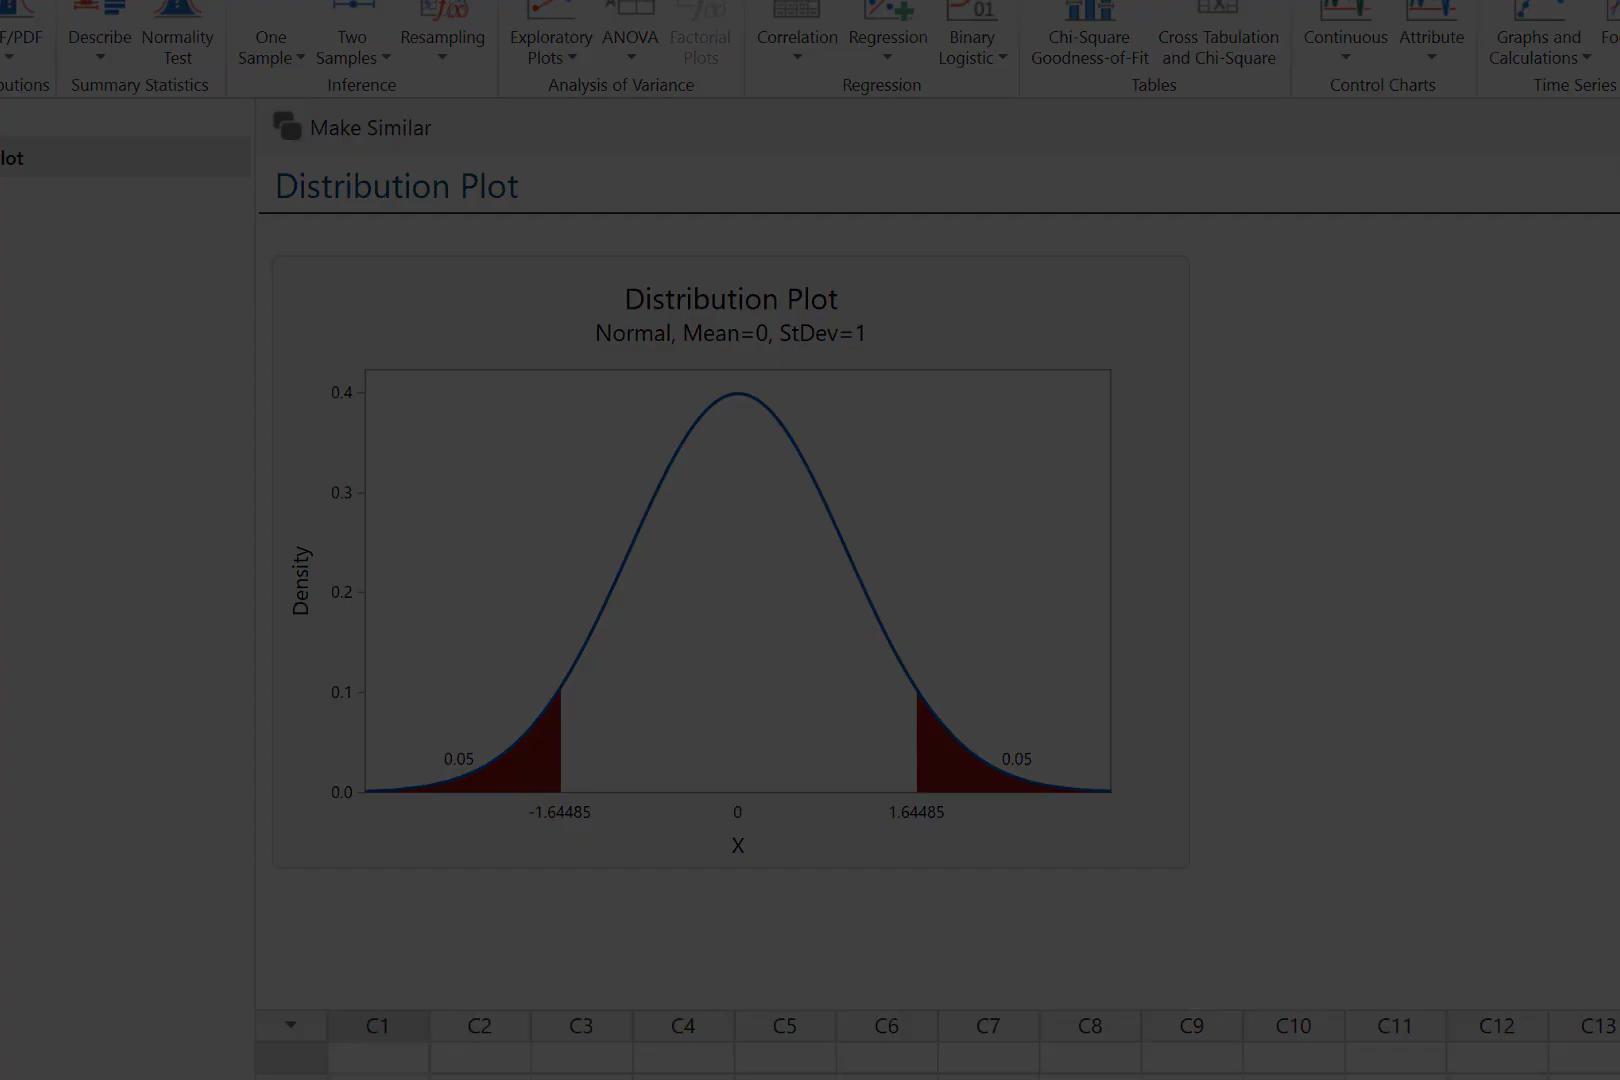 F/PDF
Describe
Normality
Test
One
Sample
Two
Samples
Resampling
Exploratory
Plots
ANOVA
Factorial
Plots
Correlation
Regression
Binary
Logistic
Chi-Square
Goodness-of-Fit
Cross Tabulation
and Chi-Square
Continuous
Attribute
Graphs and
Calculations
Fo
butions
Summary Statistics
Inference
Analysis of Variance
Regression
Tables
Control Charts
Time Series
lot
Make Similar
Distribution Plot
Distribution Plot
Normal, Mean=0, StDev=1
0.4
0.3
0.2
0.1
0.0
Density
0.05
0.05
-1.64485
0
1.64485
X
C1 C2 C3 C4 C5 C6 C7 C8 C9 C10 C11 C12 C13